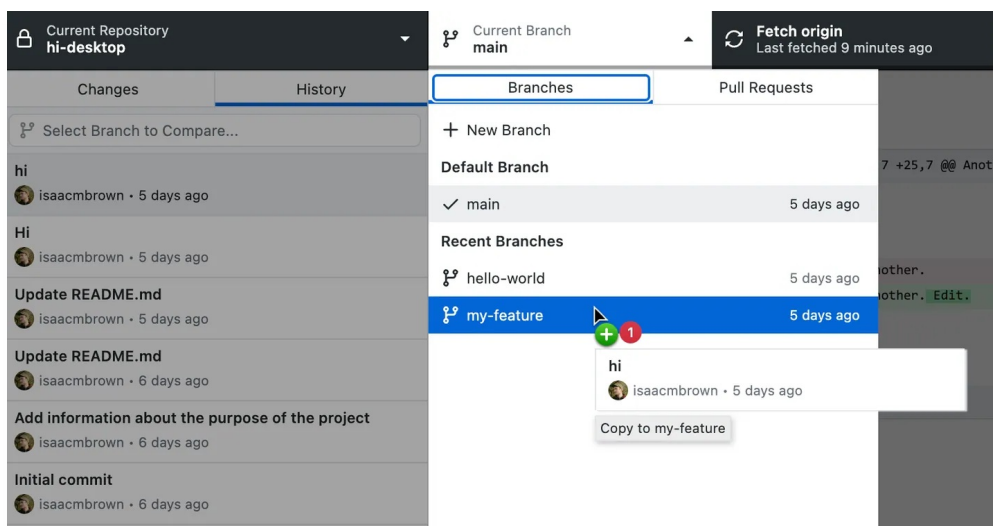 Current Repository
hi-desktop
Current Branch
main
Fetch origin
Last fetched 9 minutes ago
Changes
History
Select Branch to Compare...
hi
isaacmbrown • 5 days ago
Hi
isaacmbrown • 5 days ago
Update README.md
isaacmbrown • 5 days ago
Update README.md
isaacmbrown • 6 days ago
Add information about the purpose of the project
isaacmbrown • 6 days ago
Initial commit
isaacmbrown • 6 days ago
Branches
Pull Requests
New Branch
Default Branch
main
5 days ago
Recent Branches
hello-world
5 days ago
my-feature
5 days ago
1
hi
isaacmbrown • 5 days ago
Copy to my-feature
7 +25,7 @@ Anot
nother.
nother. Edit.